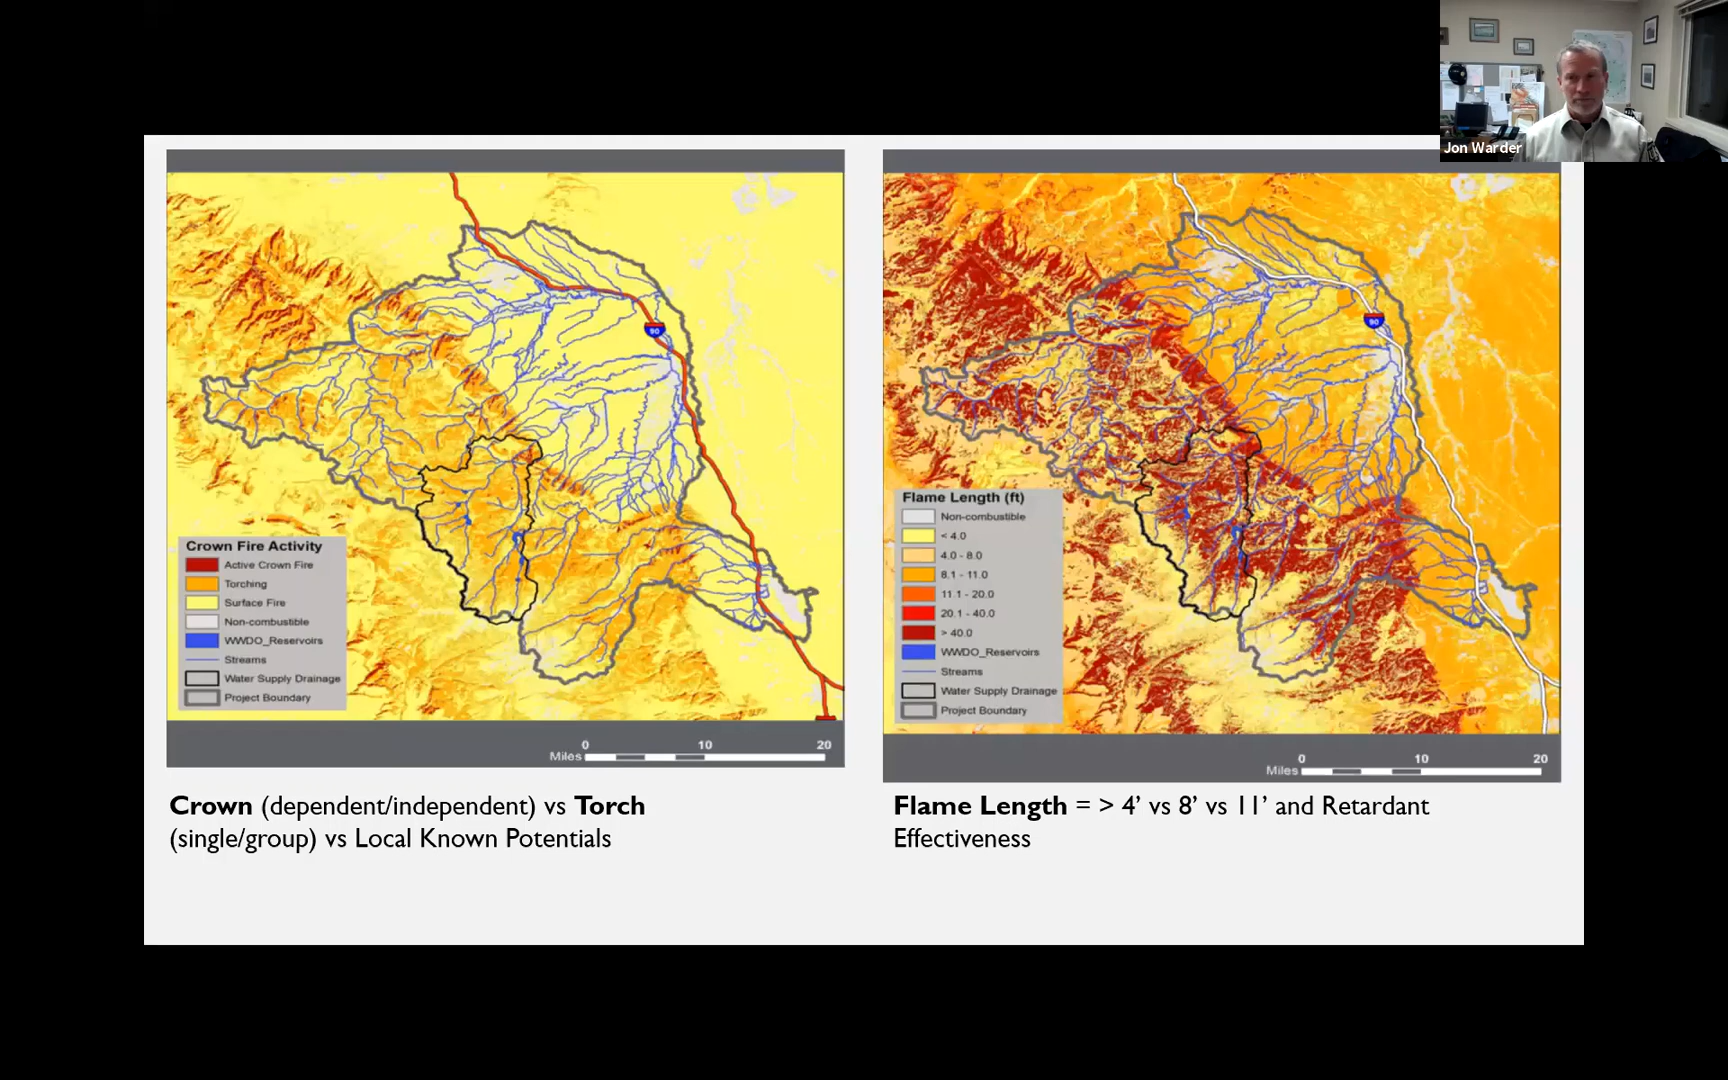 Jon Warder
90
Crown Fire Activity
Active Crown Fire
Torching
Surface Fire
Non-combustible
WWDO_Reservoirs
Streams
Water Supply Drainage
Project Boundary
0 10 20
Miles
90
Flame Length (ft)
Non-combustible
< 4.0
4.0 - 8.0
8.1 - 11.0
11.1 - 20.0
20.1 - 40.0
> 40.0
WWDO_Reservoirs
Streams
Water Supply Drainage
Project Boundary
0 10 20
Miles
Crown (dependent/independent) vs Torch
(single/group) vs Local Known Potentials
Flame Length = > 4’ vs 8’ vs 11’ and Retardant
Effectiveness